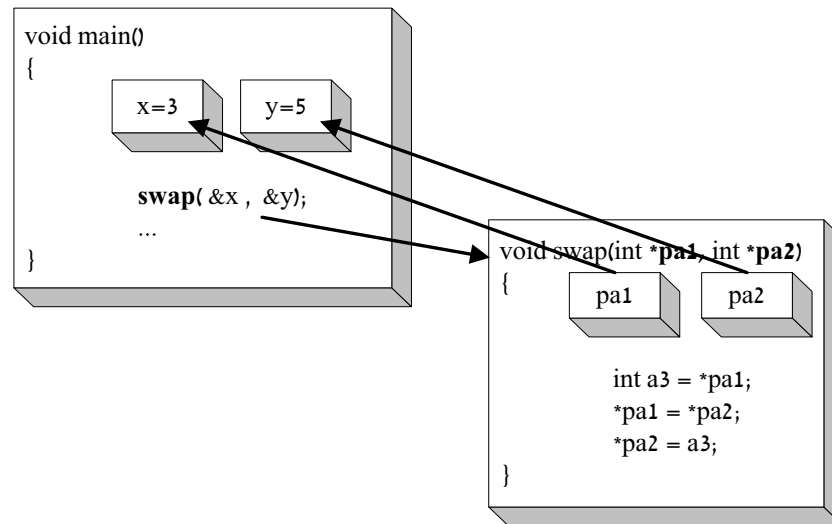 void main()
{
x=3 y=5
swap( &x , &y);
...
}
void swap(int *pa1, int *pa2)
{
pa1 pa2
int a3 = *pa1;
*pa1 = *pa2;
*pa2 = a3;
}